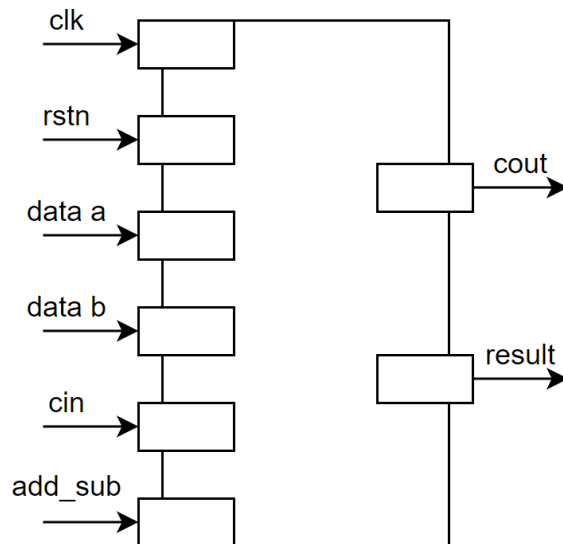 clk
rstn
data a
cout
data b
result
cin
add_sub